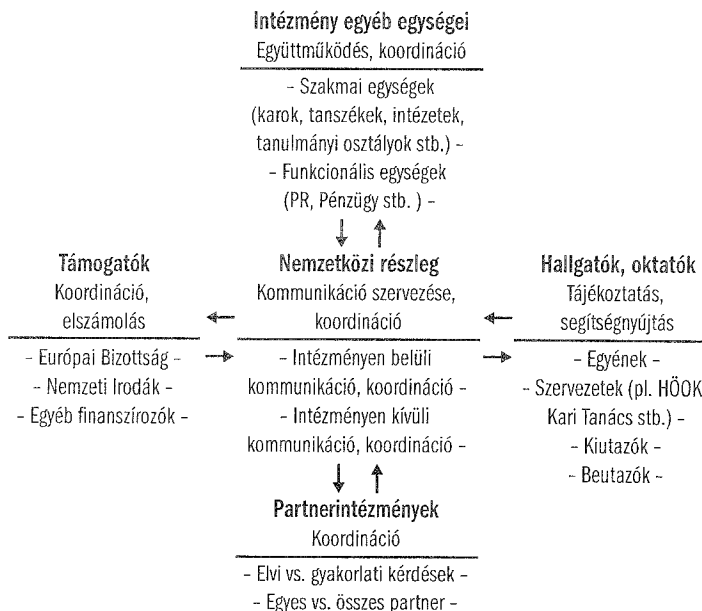 Intézmény egyéb egységei
Együttműködés, koordináció
– Szakmai egységek
(karok, tanszékek, intézetek,
tanulmányi osztályok stb.) –
– Funkcionális egységek
(PR, Pénzügy stb. ) –
Támogatók
Koordináció,
elszámolás
– Európai Bizottság –
– Nemzeti Irodák –
– Egyéb finanszírozók –
Nemzetközi részleg
Kommunikáció szervezése,
koordináció
– Intézményen belüli
kommunikáció, koordináció –
– Intézményen kívüli
kommunikáció, koordináció –
Hallgatók, oktatók
Tájékoztatás,
segítségnyújtás
– Egyének –
– Szervezetek (pl. HÖOK
Kari Tanács stb.) –
– Kiutazók –
– Beutazók –
Partnerintézmények
Koordináció
– Elvi vs. gyakorlati kérdések –
– Egyes vs. összes partner –